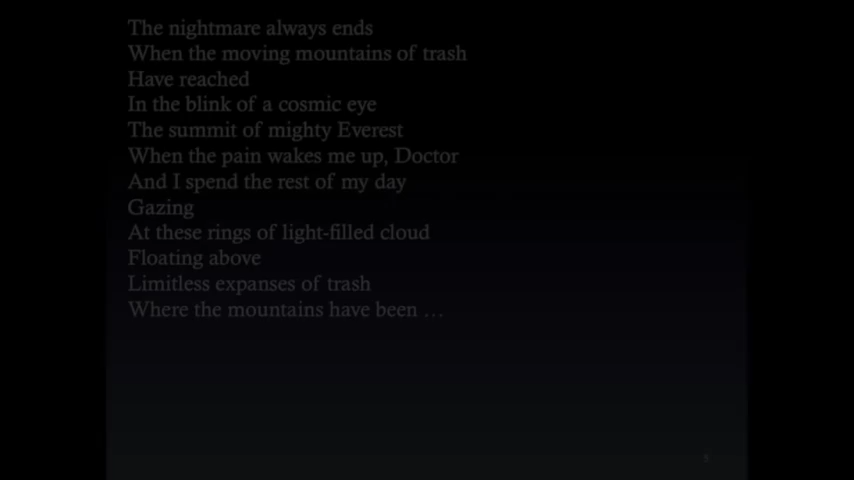 The nightmare always ends
When the moving mountains of trash
Have reached
In the blink of a cosmic eye
The summit of mighty Everest
When the pain wakes me up, Doctor
And I spend the rest of my day
Gazing
At these rings of light-filled cloud
Floating above
Limitless expanses of trash
Where the mountains have been …
5